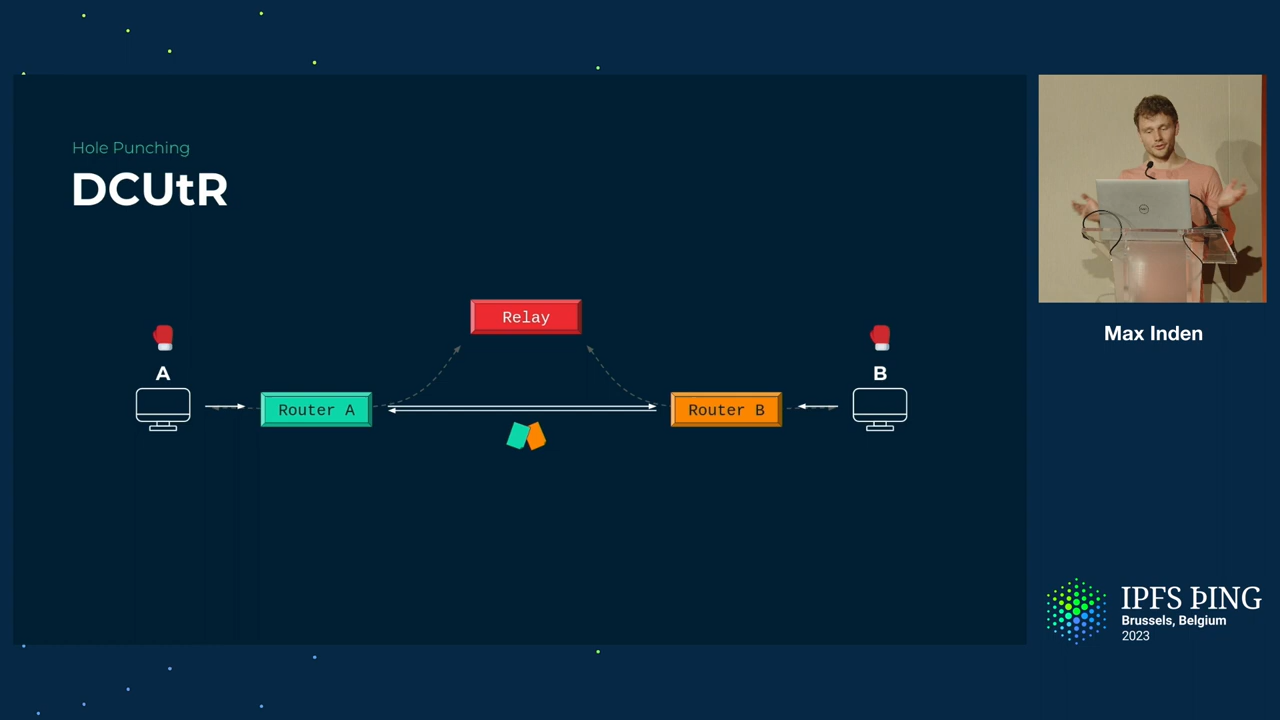 Hole Punching
DCUtR
Relay
A
B
Router A
Router B
Max Inden
IPFS ÞING
Brussels, Belgium
2023